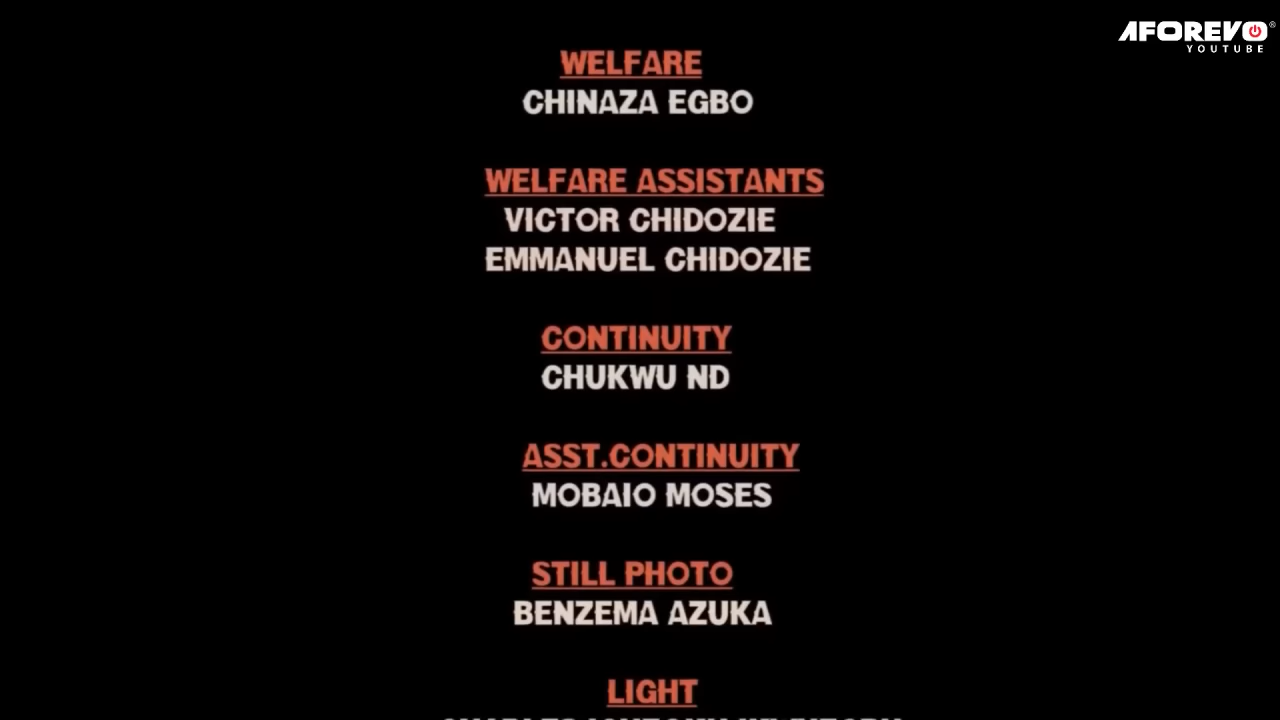 AFOREVO
YOUTUBE
WELFARE
CHINAZA EGBO
WELFARE ASSISTANTS
VICTOR CHIDOZIE
EMMANUEL CHIDOZIE
CONTINUITY
CHUKWU ND
ASST.CONTINUITY
MOBAIO MOSES
STILL PHOTO
BENZEMA AZUKA
LIGHT